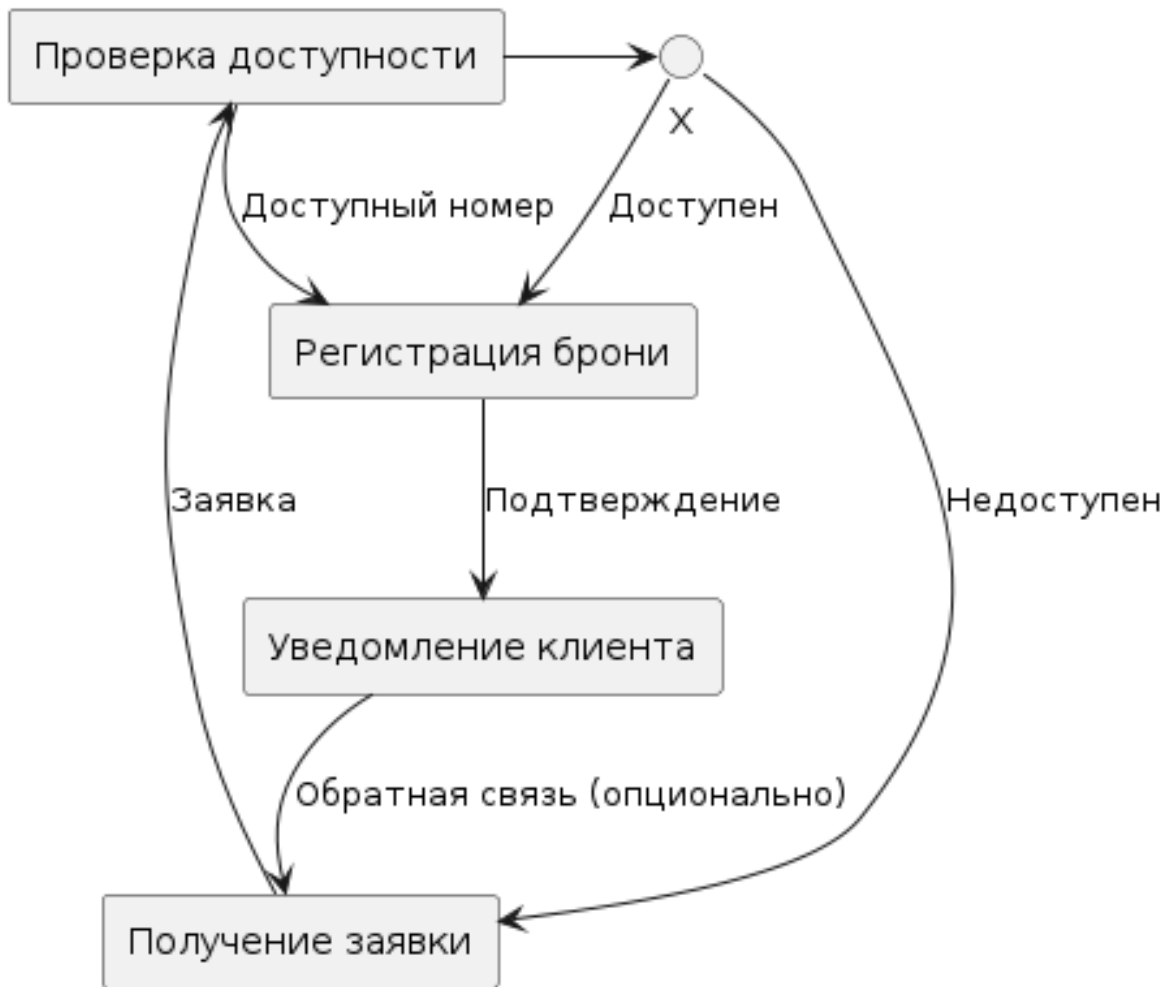 Проверка доступности
X
Доступный номер
Доступен
Регистрация брони
Заявка
Подтверждение
Недоступен
Уведомление клиента
Обратная связь (опционально)
Получение заявки